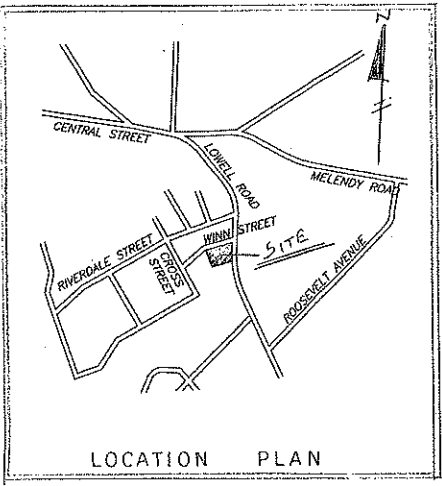 N
CENTRAL STREET
LOWELL ROAD
MELENDY ROAD
WINN STREET
RIVERDALE STREET
CROSS STREET
SITE
ROOSEVELT AVENUE
LOCATION PLAN